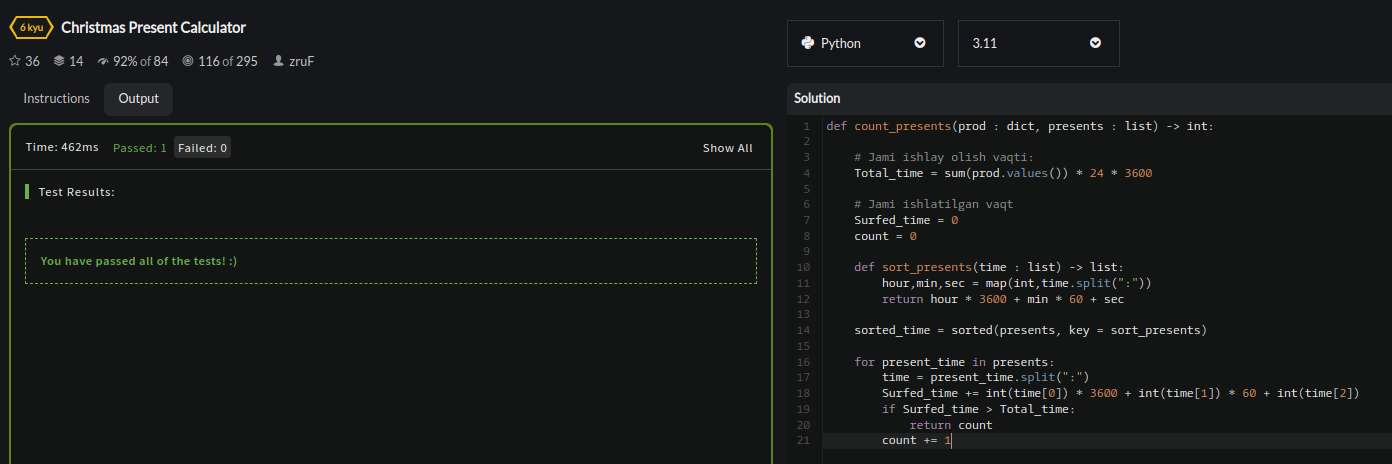 6 kyu Christmas Present Calculator
36 14 92% of 84 116 of 295 zruF
Instructions Output
Time: 462ms Passed: 1 Failed: 0 Show All
Test Results:
You have passed all of the tests! :)
Python 3.11
Solution
1 def count_presents(prod : dict, presents : list) -> int:
2
3 # Jami ishlay olish vaqti:
4 Total_time = sum(prod.values()) * 24 * 3600
5
6 # Jami ishlatilgan vaqt
7 Surfed_time = 0
8 count = 0
9
10 def sort_presents(time : list) -> list:
11 hour,min,sec = map(int,time.split(":"))
12 return hour * 3600 + min * 60 + sec
13
14 sorted_time = sorted(presents, key = sort_presents)
15
16 for present_time in presents:
17 time = present_time.split(":")
18 Surfed_time += int(time[0]) * 3600 + int(time[1]) * 60 + int(time[2])
19 if Surfed_time > Total_time:
20 return count
21 count += 1